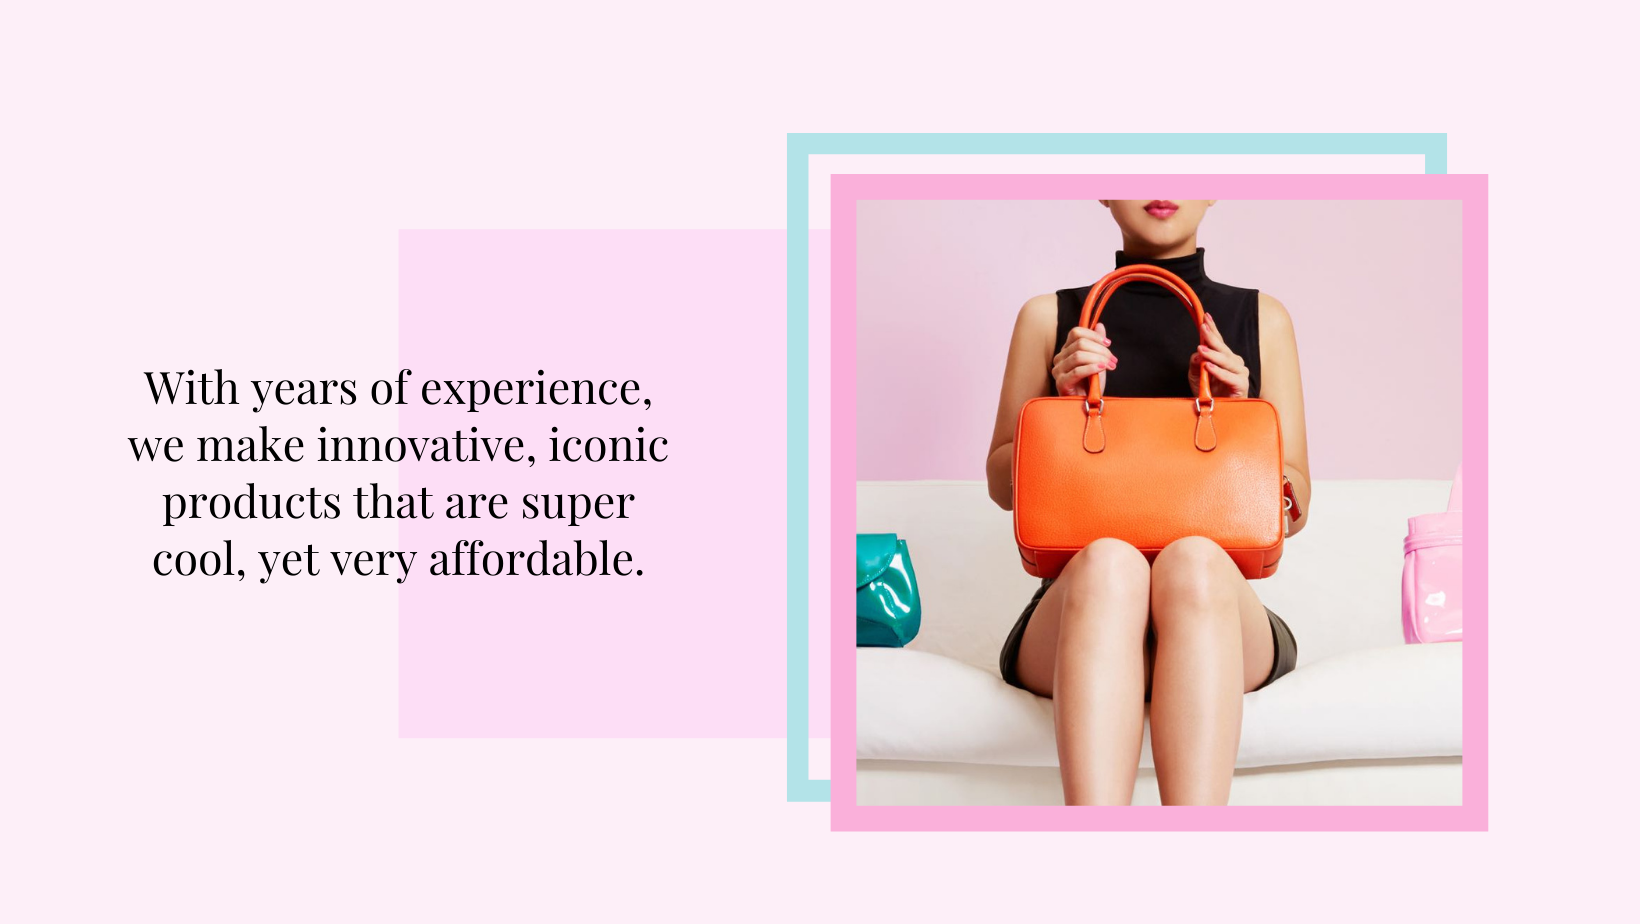 With years of experience,
we make innovative, iconic
products that are super
cool, yet very affordable.